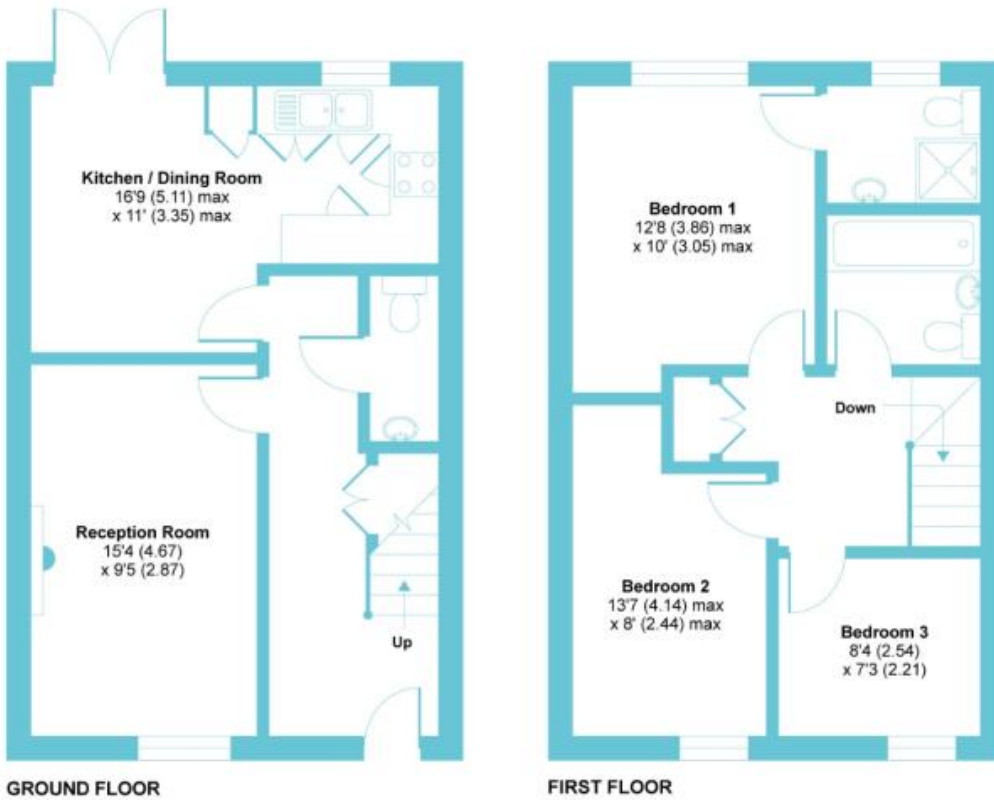 Kitchen / Dining Room
16'9 (5.11) max
x 11' (3.35) max
Reception Room
15'4 (4.67)
x 9'5 (2.87)
Up
GROUND FLOOR
Bedroom 1
12'8 (3.86) max
x 10' (3.05) max
Down
Bedroom 2
13'7 (4.14) max
x 8' (2.44) max
Bedroom 3
8'4 (2.54)
x 7'3 (2.21)
FIRST FLOOR